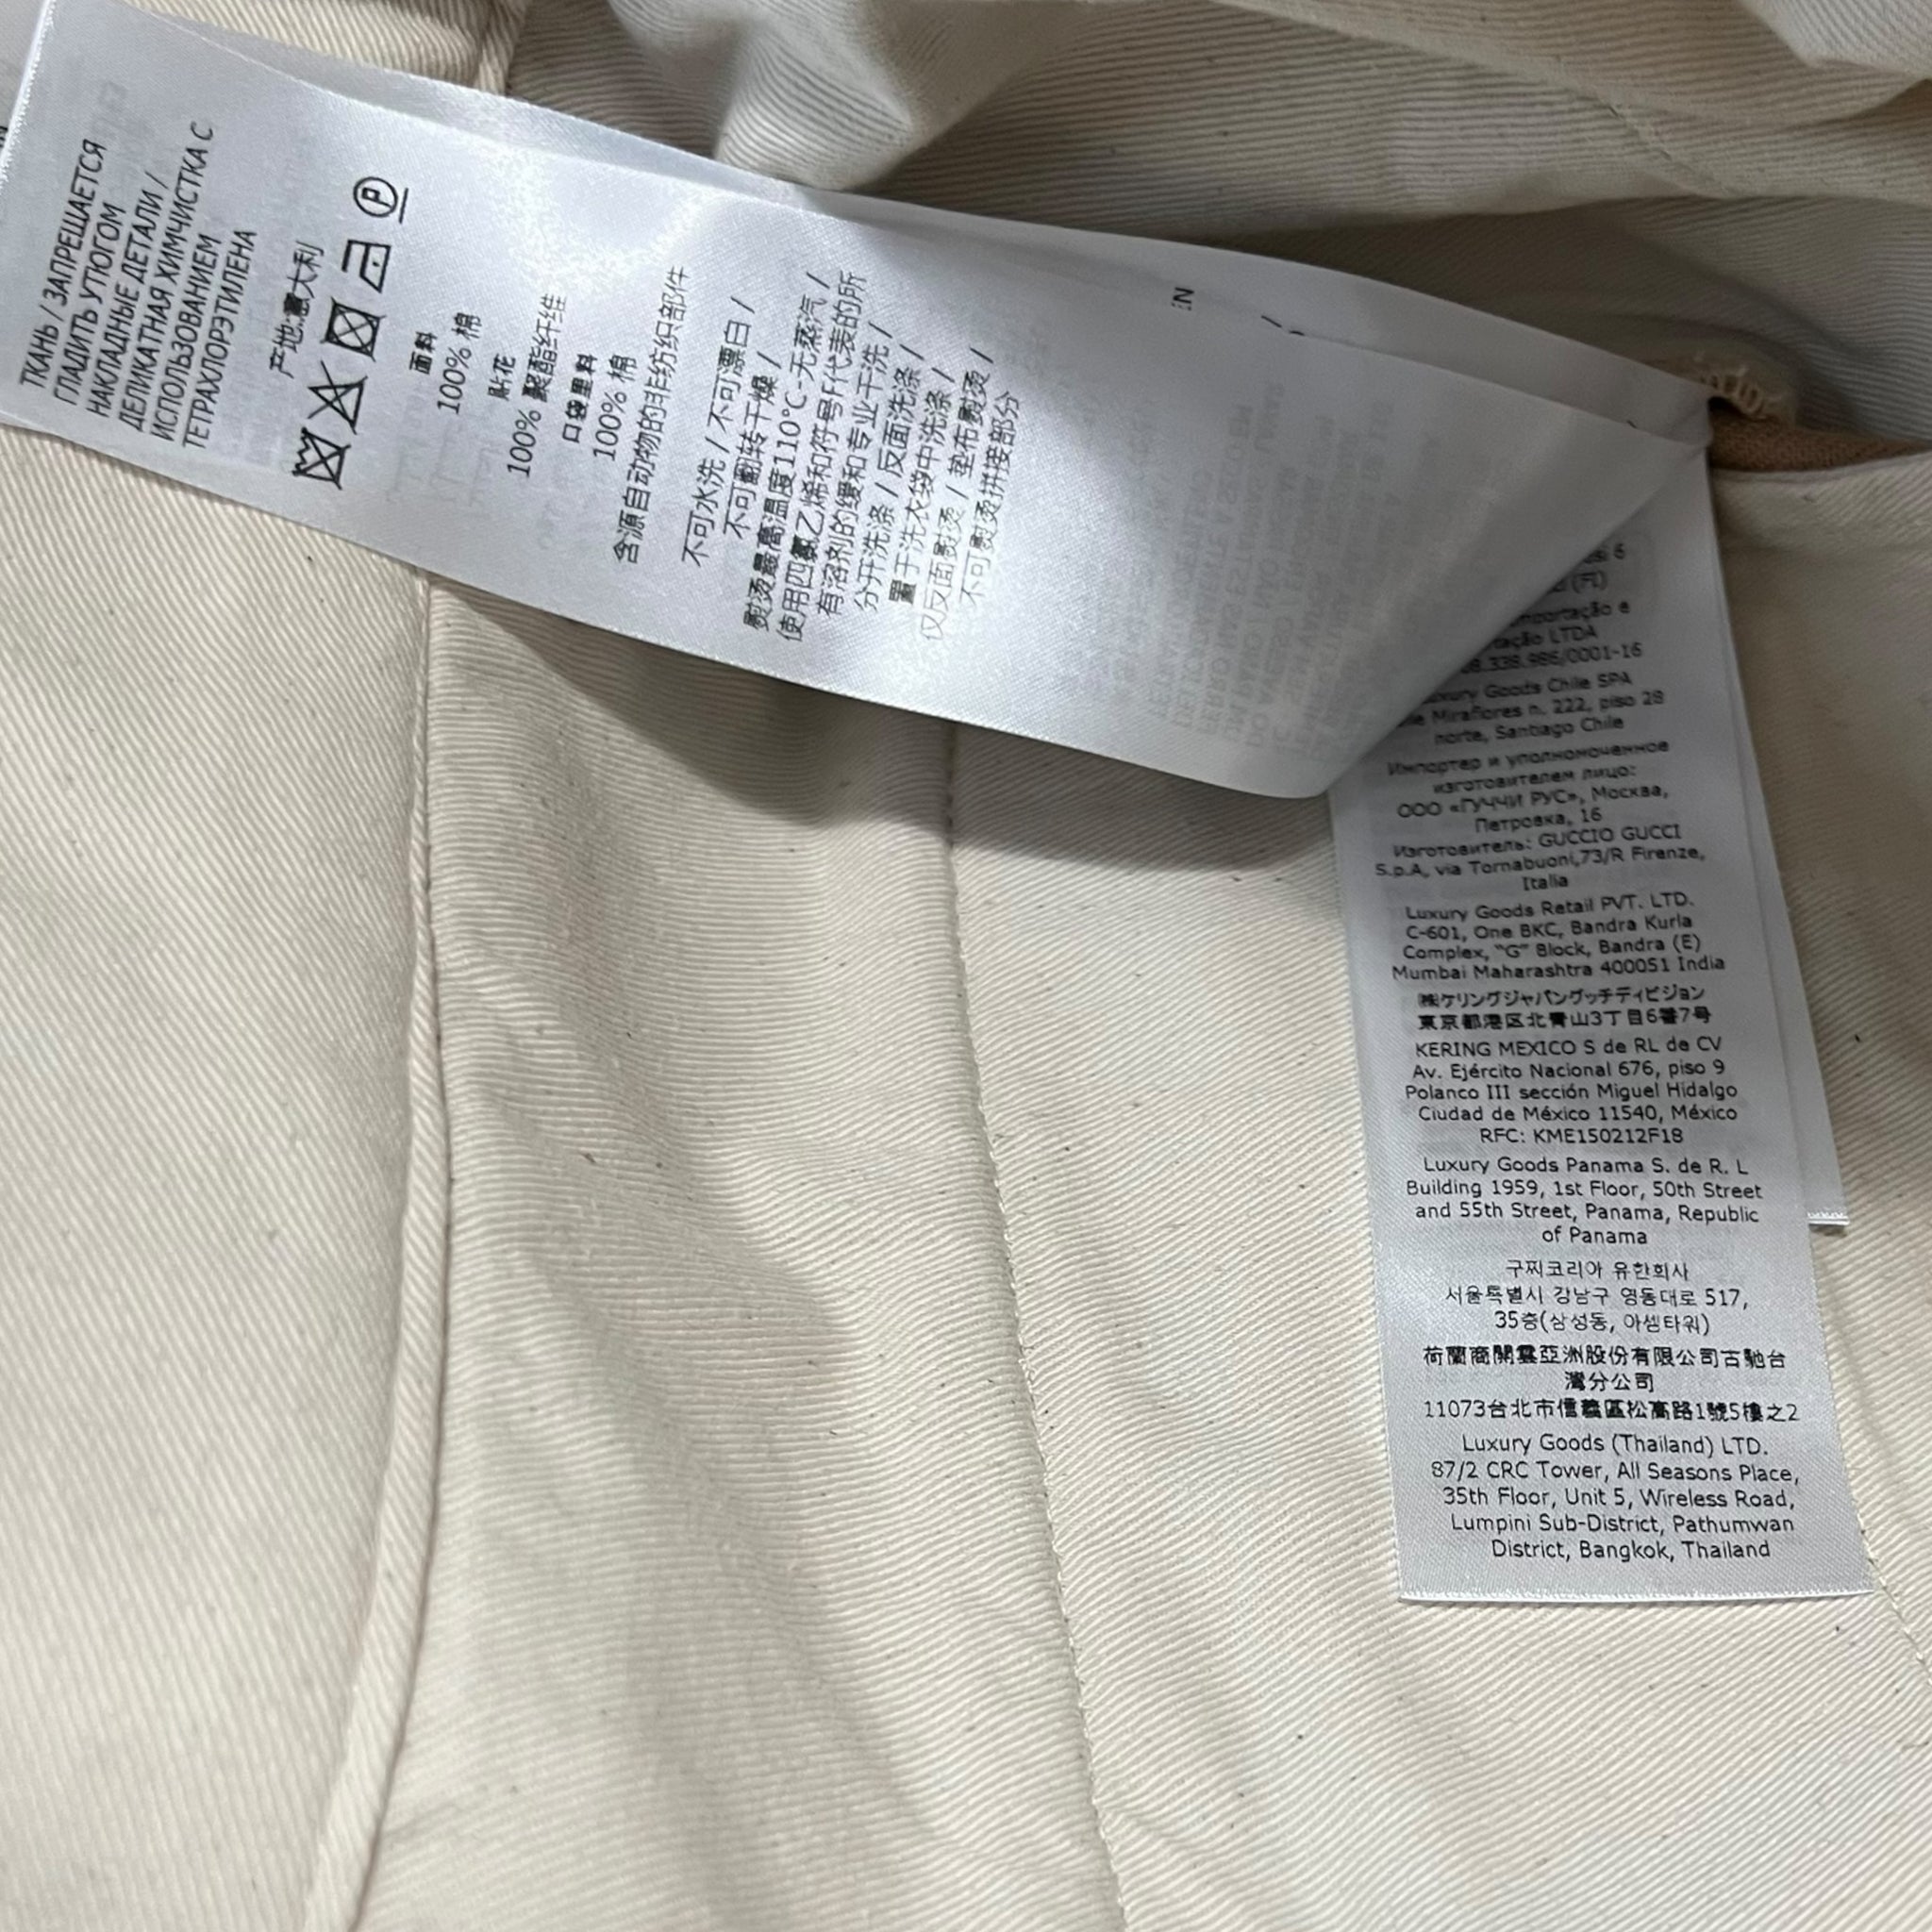 ТКАНЬ / ЗАПРЕЩАЕТСЯ
ГЛАДИТЬ УТЮГОМ
НАКЛАДНЫЕ ДЕТАЛИ /
ДЕЛИКАТНАЯ ХИМЧИСТКА С
ИСПОЛЬЗОВАНИЕМ
ТЕТРАХЛОРЭТИЛЕНА
产地:意大利
P
面料
100% 棉
贴花
100% 聚酯纤维
口袋里料
100% 棉
含源自动物的非纺织部件
不可水洗 / 不可漂白 /
不可翻转干燥 /
熨烫最高温度110°C-无蒸汽 /
使用四氯乙烯和符号F代表的所
有溶剂的缓和专业干洗 /
分开洗涤 / 反面洗涤 /
置于洗衣袋中洗涤 /
仅反面熨烫 / 垫布熨烫 /
不可熨烫拼接部分
6
(FI)
e
LTDA
338.986/0001-16
Luxury Goods Chile SPA
Miraflores n. 222, piso 28
norte, Santiago Chile
Импортер и уполномоченное
изготовителем лицо:
ООО «ГУЧЧИ РУС», Москва,
Петровка, 16
Изготовитель: GUCCIO GUCCI
S.p.A, via Tornabuoni,73/R Firenze,
Italia
Luxury Goods Retail PVT. LTD.
C-601, One BKC, Bandra Kurla
Complex, "G" Block, Bandra (E)
Mumbai Maharashtra 400051 India
㈱ケリングジャパングッチディビジョン
東京都港区北青山3丁目6番7号
KERING MEXICO S de RL de CV
Av. Ejército Nacional 676, piso 9
Polanco III sección Miguel Hidalgo
Ciudad de México 11540, México
RFC: KME150212F18
Luxury Goods Panama S. de R. L
Building 1959, 1st Floor, 50th Street
and 55th Street, Panama, Republic
of Panama
구찌코리아 유한회사
서울특별시 강남구 영동대로 517,
35층(삼성동, 아셈타워)
荷蘭商開雲亞洲股份有限公司古馳台
灣分公司
11073台北市信義區松高路1號5樓之2
Luxury Goods (Thailand) LTD.
87/2 CRC Tower, All Seasons Place,
35th Floor, Unit 5, Wireless Road,
Lumpini Sub-District, Pathumwan
District, Bangkok, Thailand